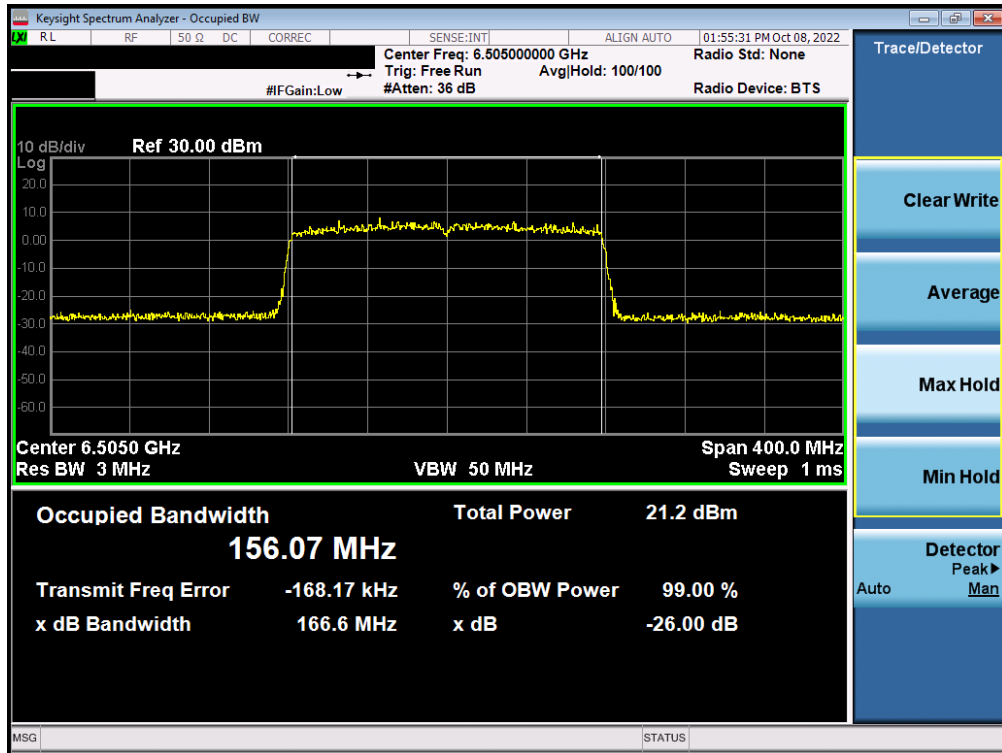 Keysight Spectrum Analyzer - Occupied BW
LXI RL RF 50 Ω DC CORREC SENSE:INT ALIGN AUTO 01:55:31 PM Oct 08, 2022
Center Freq: 6.505000000 GHz Radio Std: None
Trig: Free Run Avg|Hold: 100/100
#IFGain:Low #Atten: 36 dB Radio Device: BTS
10 dB/div Ref 30.00 dBm
Log
20.0
10.0
0.00
-10.0
-20.0
-30.0
-40.0
-50.0
-60.0
Center 6.5050 GHz Span 400.0 MHz
Res BW 3 MHz VBW 50 MHz Sweep 1 ms
Occupied Bandwidth Total Power 21.2 dBm
156.07 MHz
Transmit Freq Error -168.17 kHz % of OBW Power 99.00 %
x dB Bandwidth 166.6 MHz x dB -26.00 dB
Trace/Detector
Clear Write
Average
Max Hold
Min Hold
Detector
Peak▶
Auto Man
MSG STATUS